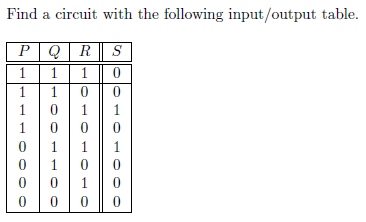 Find a circuit with the following input/output table.
P Q R S
1 1 1 0
1 1 0 0
1 0 1 1
1 0 0 0
0 1 1 1
0 1 0 0
0 0 1 0
0 0 0 0